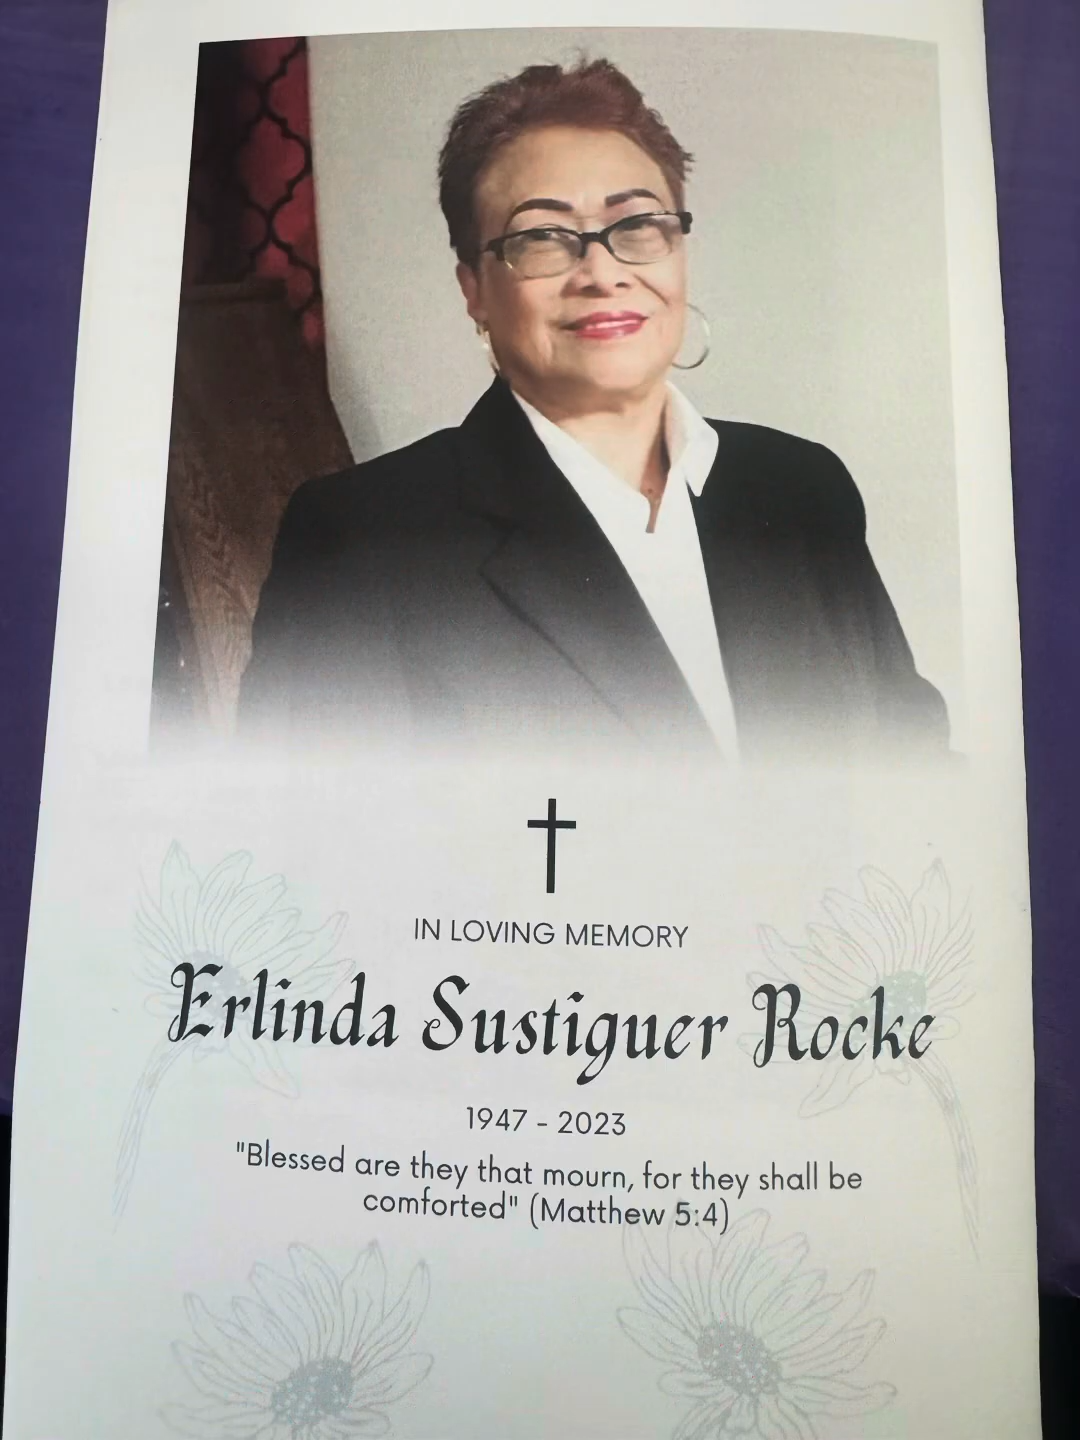 IN LOVING MEMORY
Erlinda Sustiguer Rocke
1947 - 2023
"Blessed are they that mourn, for they shall be
comforted" (Matthew 5:4)